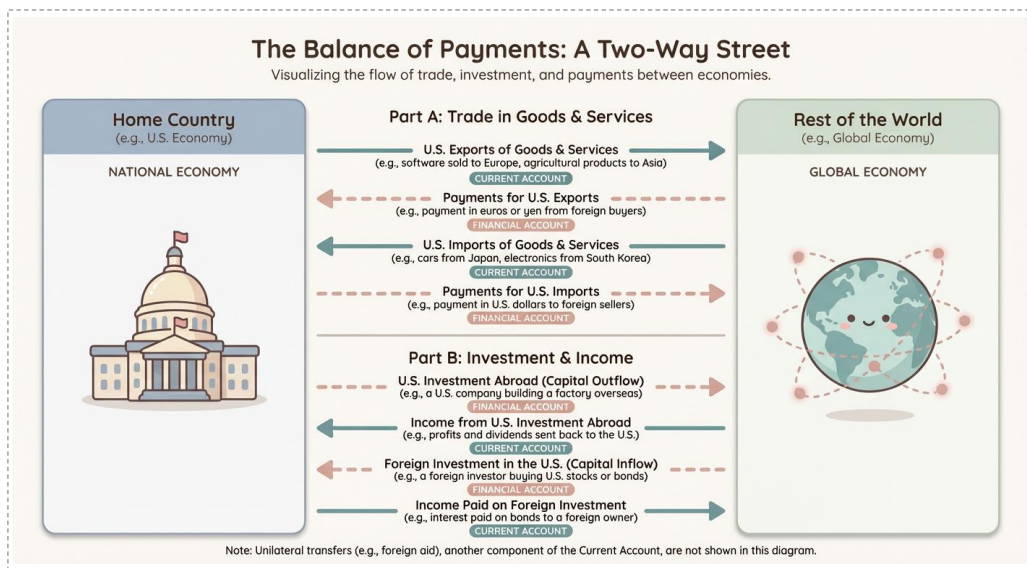 The Balance of Payments: A Two-Way Street
Visualizing the flow of trade, investment, and payments between economies.
Home Country
(e.g., U.S. Economy)
NATIONAL ECONOMY
Part A: Trade in Goods & Services
U.S. Exports of Goods & Services
(e.g., software sold to Europe, agricultural products to Asia)
CURRENT ACCOUNT
Payments for U.S. Exports
(e.g., payment in euros or yen from foreign buyers)
FINANCIAL ACCOUNT
U.S. Imports of Goods & Services
(e.g., cars from Japan, electronics from South Korea)
CURRENT ACCOUNT
Payments for U.S. Imports
(e.g., payment in U.S. dollars to foreign sellers)
FINANCIAL ACCOUNT
Part B: Investment & Income
U.S. Investment Abroad (Capital Outflow)
(e.g., a U.S. company building a factory overseas)
FINANCIAL ACCOUNT
Income from U.S. Investment Abroad
(e.g., profits and dividends sent back to the U.S.)
CURRENT ACCOUNT
Foreign Investment in the U.S. (Capital Inflow)
(e.g., a foreign investor buying U.S. stocks or bonds)
FINANCIAL ACCOUNT
Income Paid on Foreign Investment
(e.g., interest paid on bonds to a foreign owner)
CURRENT ACCOUNT
Rest of the World
(e.g., Global Economy)
GLOBAL ECONOMY
Note: Unilateral transfers (e.g., foreign aid), another component of the Current Account, are not shown in this diagram.